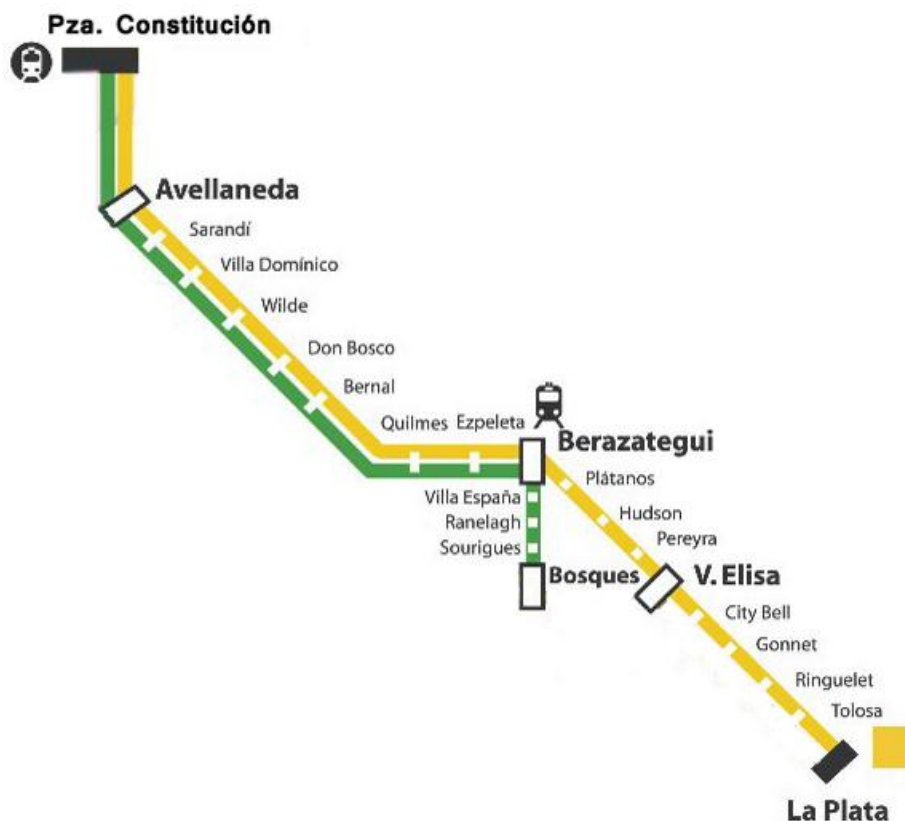 Pza. Constitución
Avellaneda
Sarandí
Villa Domínico
Wilde
Don Bosco
Bernal
Quilmes Ezpeleta
Berazategui
Plátanos
Villa España
Hudson
Ranelagh
Pereyra
Sourigues
Bosques
V. Elisa
City Bell
Gonnet
Ringuelet
Tolosa
La Plata